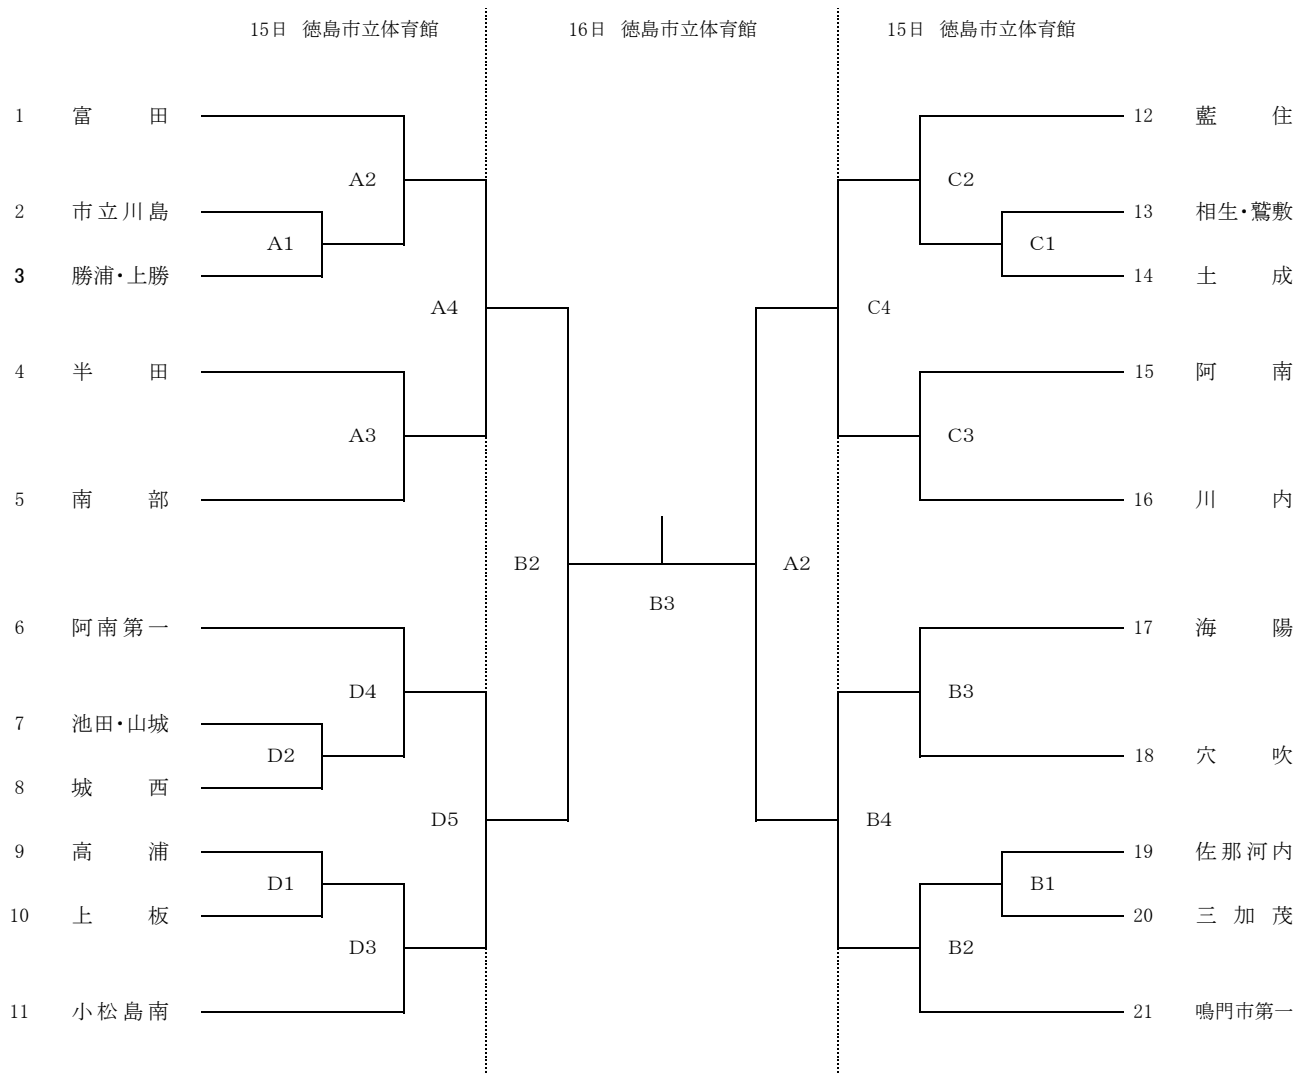 15日 徳島市立体育館 16日 徳島市立体育館 15日 徳島市立体育館
1 富田 12 藍住
A2 C2
2 市立川島 13 相生・鷲敷
A1 C1
3 勝浦・上勝 14 土成
A4 C4
4 半田 15 阿南
A3 C3
5 南部 16 川内
B2 A2
B3
6 阿南第一 17 海陽
D4 B3
7 池田・山城
D2 18 穴吹
8 城西
D5 B4
9 高浦 19 佐那河内
D1 B1
10 上板 20 三加茂
D3 B2
11 小松島南 21 鳴門市第一